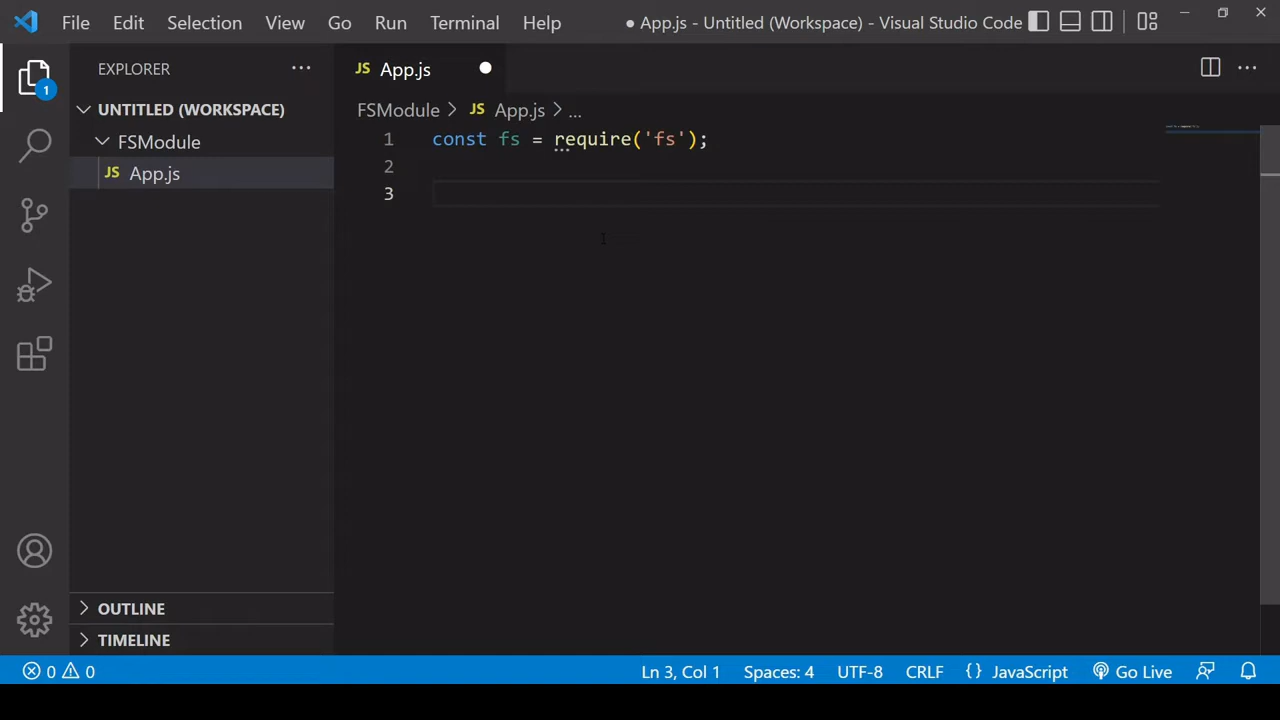 File Edit Selection View Go Run Terminal Help ● App.js - Untitled (Workspace) - Visual Studio Code
EXPLORER ...
JS App.js
1
UNTITLED (WORKSPACE)
FSModule > JS App.js > ...
FSModule
JS App.js
1 const fs = require('fs');
2
3
OUTLINE
TIMELINE
0 0 Ln 3, Col 1 Spaces: 4 UTF-8 CRLF {} JavaScript Go Live